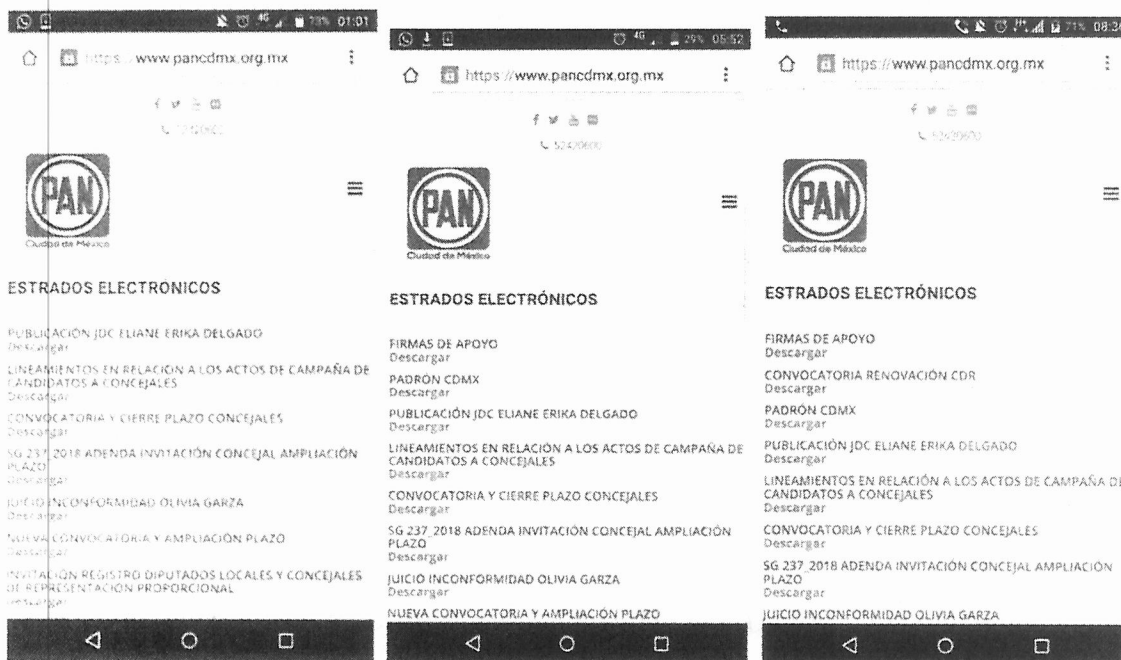 73% 01:01
https://www.pancdmx.org.mx
PAN
Ciudad de México
ESTRADOS ELECTRÓNICOS
PUBLICACIÓN JDC ELIANE ERIKA DELGADO
Descargar
LINEAMIENTOS EN RELACIÓN A LOS ACTOS DE CAMPAÑA DE
CANDIDATOS A CONCEJALES
Descargar
CONVOCATORIA Y CIERRE PLAZO CONCEJALES
Descargar
SG 237_2018 ADENDA INVITACIÓN CONCEJAL AMPLIACIÓN
PLAZO
Descargar
JUICIO INCONFORMIDAD OLIVIA GARZA
Descargar
NUEVA CONVOCATORIA Y AMPLIACIÓN PLAZO
Descargar
INVITACIÓN REGISTRO DIPUTADOS LOCALES Y CONCEJALES
DE REPRESENTACIÓN PROPORCIONAL
Descargar
4G 29% 05:52
https://www.pancdmx.org.mx
52420600
PAN
Ciudad de México
ESTRADOS ELECTRÓNICOS
FIRMAS DE APOYO
Descargar
PADRÓN CDMX
Descargar
PUBLICACIÓN JDC ELIANE ERIKA DELGADO
Descargar
LINEAMIENTOS EN RELACIÓN A LOS ACTOS DE CAMPAÑA DE
CANDIDATOS A CONCEJALES
Descargar
CONVOCATORIA Y CIERRE PLAZO CONCEJALES
Descargar
SG 237_2018 ADENDA INVITACIÓN CONCEJAL AMPLIACIÓN
PLAZO
Descargar
JUICIO INCONFORMIDAD OLIVIA GARZA
Descargar
NUEVA CONVOCATORIA Y AMPLIACIÓN PLAZO
71%
https://www.pancdmx.org.mx
PAN
Ciudad de México
ESTRADOS ELECTRÓNICOS
FIRMAS DE APOYO
Descargar
CONVOCATORIA RENOVACIÓN CDR
Descargar
PADRÓN CDMX
Descargar
PUBLICACIÓN JDC ELIANE ERIKA DELGADO
Descargar
LINEAMIENTOS EN RELACIÓN A LOS ACTOS DE CAMPAÑA DE
CANDIDATOS A CONCEJALES
Descargar
CONVOCATORIA Y CIERRE PLAZO CONCEJALES
Descargar
SG 237_2018 ADENDA INVITACIÓN CONCEJAL AMPLIACIÓN
PLAZO
Descargar
JUICIO INCONFORMIDAD OLIVIA GARZA